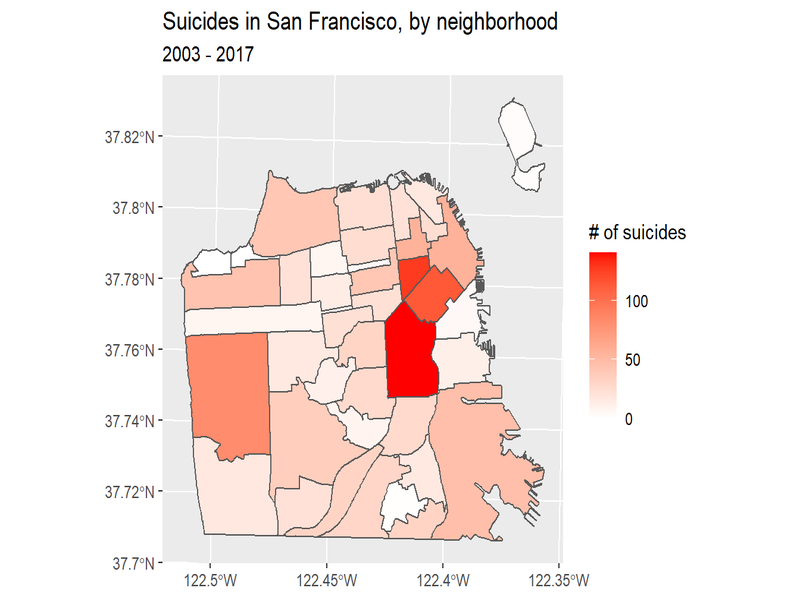 Suicides in San Francisco, by neighborhood
2003 - 2017
37.82°N
37.8°N
37.78°N
37.76°N
37.74°N
37.72°N
37.7°N
122.5°W
122.45°W
122.4°W
122.35°W
# of suicides
100
50
0